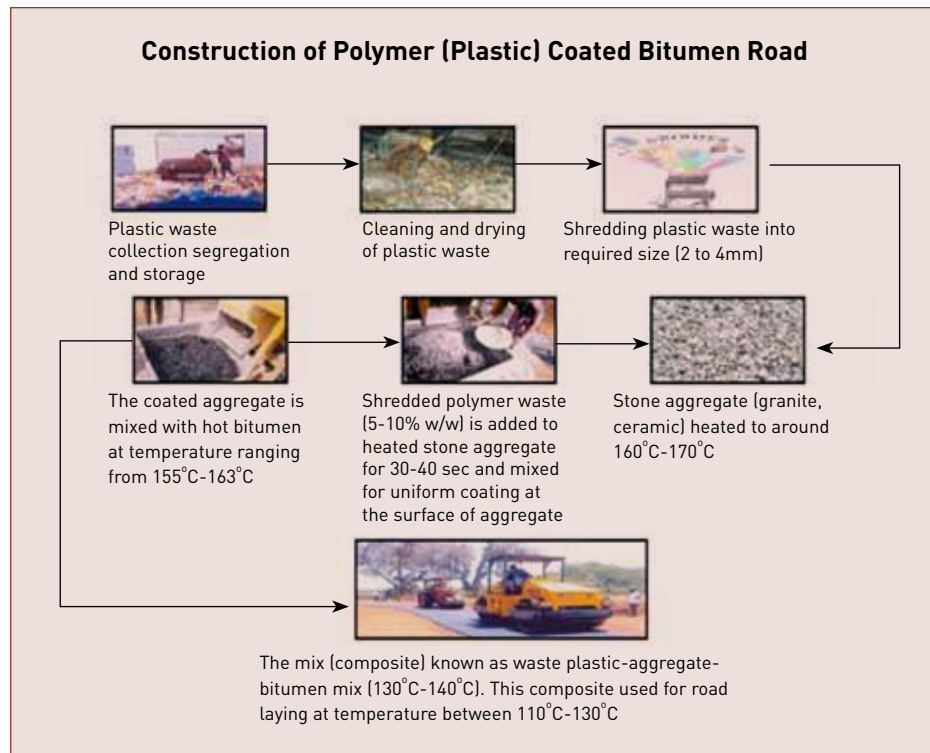 Construction of Polymer (Plastic) Coated Bitumen Road
Plastic waste
collection segregation
and storage
Cleaning and drying
of plastic waste
Shredding plastic waste into
required size (2 to 4mm)
The coated aggregate is
mixed with hot bitumen
at temperature ranging
from 155°C-163°C
Shredded polymer waste
(5-10% w/w) is added to
heated stone aggregate
for 30-40 sec and mixed
for uniform coating at
the surface of aggregate
Stone aggregate (granite,
ceramic) heated to around
160°C-170°C
The mix (composite) known as waste plastic-aggregate-
bitumen mix (130°C-140°C). This composite used for road
laying at temperature between 110°C-130°C